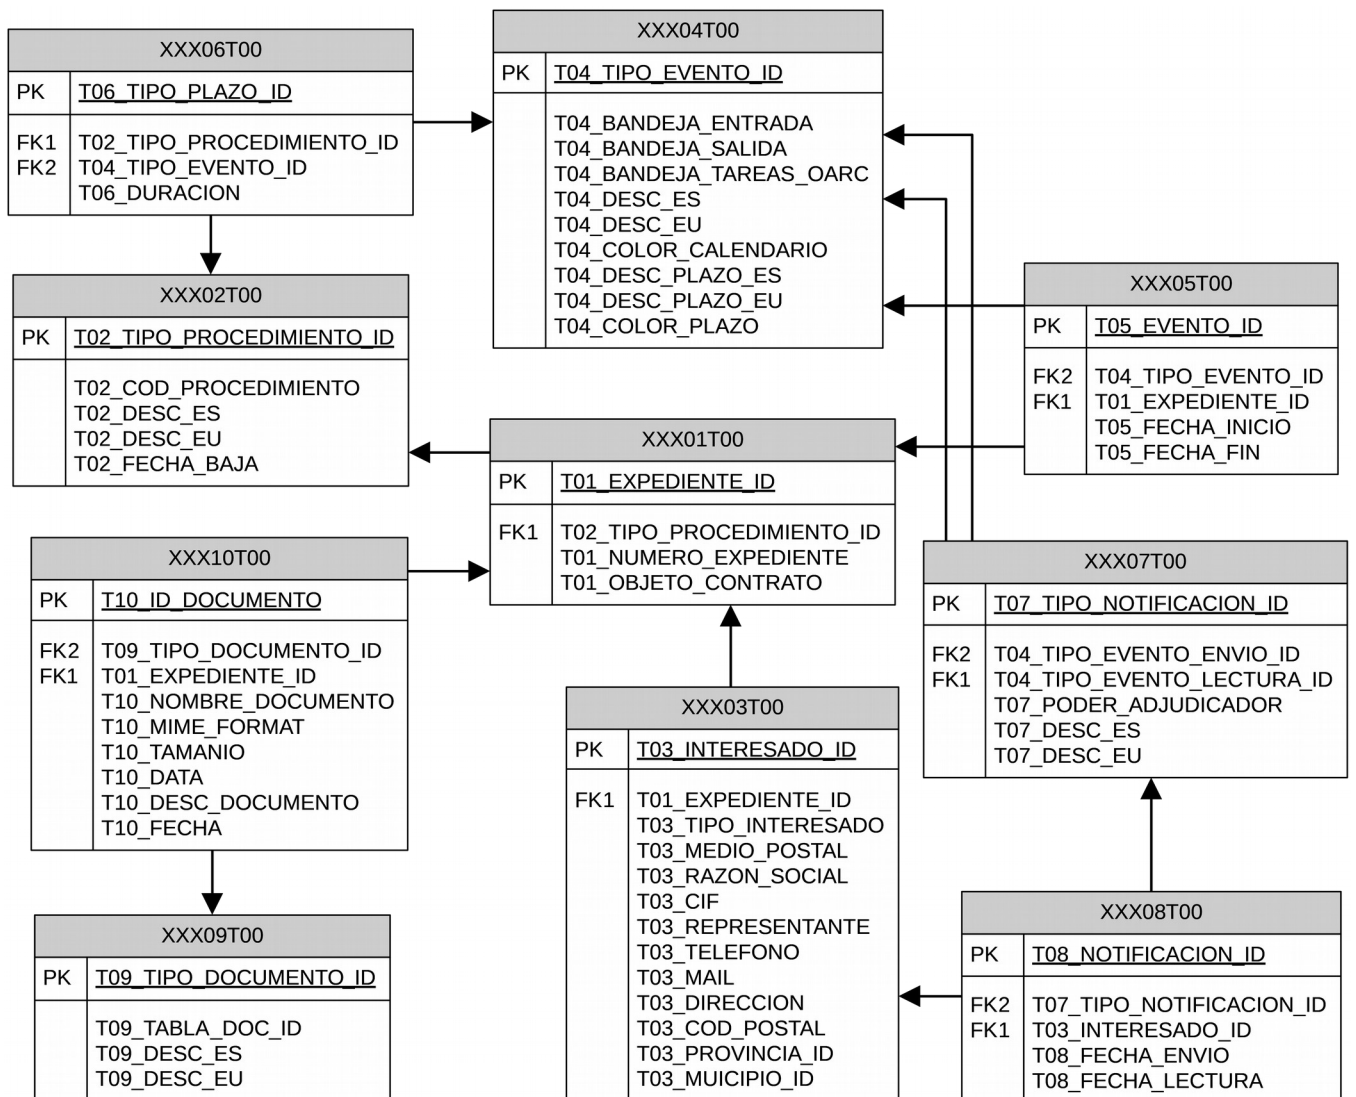 XXX06T00
PK T06_TIPO_PLAZO_ID
FK1 T02_TIPO_PROCEDIMIENTO_ID
FK2 T04_TIPO_EVENTO_ID
T06_DURACION
XXX04T00
PK T04_TIPO_EVENTO_ID
T04_BANDEJA_ENTRADA
T04_BANDEJA_SALIDA
T04_BANDEJA_TAREAS_OARC
T04_DESC_ES
T04_DESC_EU
T04_COLOR_CALENDARIO
T04_DESC_PLAZO_ES
T04_DESC_PLAZO_EU
T04_COLOR_PLAZO
XXX02T00
PK T02_TIPO_PROCEDIMIENTO_ID
T02_COD_PROCEDIMIENTO
T02_DESC_ES
T02_DESC_EU
T02_FECHA_BAJA
XXX05T00
PK T05_EVENTO_ID
FK2 T04_TIPO_EVENTO_ID
FK1 T01_EXPEDIENTE_ID
T05_FECHA_INICIO
T05_FECHA_FIN
XXX01T00
PK T01_EXPEDIENTE_ID
FK1 T02_TIPO_PROCEDIMIENTO_ID
T01_NUMERO_EXPEDIENTE
T01_OBJETO_CONTRATO
XXX10T00
PK T10_ID_DOCUMENTO
FK2 T09_TIPO_DOCUMENTO_ID
FK1 T01_EXPEDIENTE_ID
T10_NOMBRE_DOCUMENTO
T10_MIME_FORMAT
T10_TAMANIO
T10_DATA
T10_DESC_DOCUMENTO
T10_FECHA
XXX07T00
PK T07_TIPO_NOTIFICACION_ID
FK2 T04_TIPO_EVENTO_ENVIO_ID
FK1 T04_TIPO_EVENTO_LECTURA_ID
T07_PODER_ADJUDICADOR
T07_DESC_ES
T07_DESC_EU
XXX03T00
PK T03_INTERESADO_ID
FK1 T01_EXPEDIENTE_ID
T03_TIPO_INTERESADO
T03_MEDIO_POSTAL
T03_RAZON_SOCIAL
T03_CIF
T03_REPRESENTANTE
T03_TELEFONO
T03_MAIL
T03_DIRECCION
T03_COD_POSTAL
T03_PROVINCIA_ID
T03_MUICIPIO_ID
XXX09T00
PK T09_TIPO_DOCUMENTO_ID
T09_TABLA_DOC_ID
T09_DESC_ES
T09_DESC_EU
XXX08T00
PK T08_NOTIFICACION_ID
FK2 T07_TIPO_NOTIFICACION_ID
FK1 T03_INTERESADO_ID
T08_FECHA_ENVIO
T08_FECHA_LECTURA